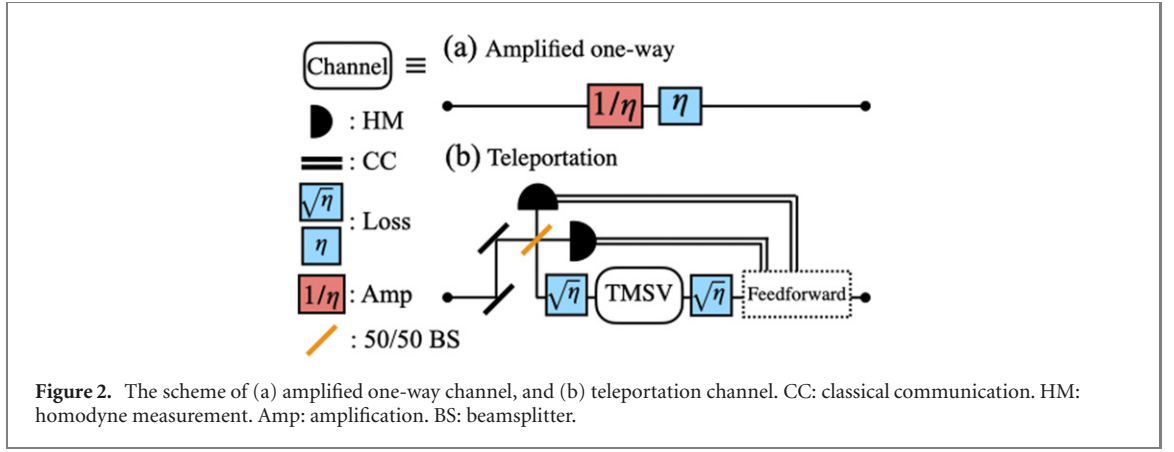 Channel ≡ (a) Amplified one-way
1/η η
: HM
: CC
(b) Teleportation
√η
: Loss
η
√η TMSV √η Feedforward
1/η : Amp
: 50/50 BS
Figure 2. The scheme of (a) amplified one-way channel, and (b) teleportation channel. CC: classical communication. HM:
homodyne measurement. Amp: amplification. BS: beamsplitter.